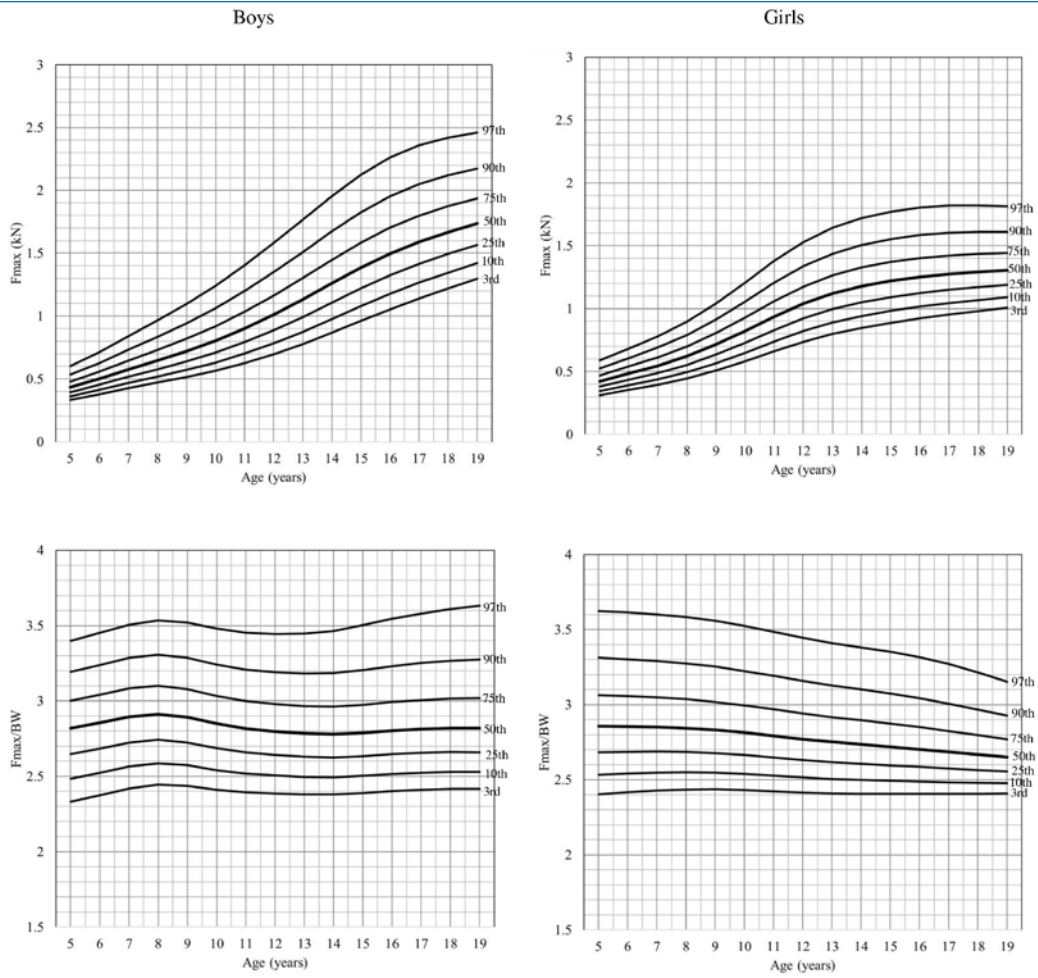 Boys
Girls
3
2.5
2
1.5
1
0.5
0
Fmax (kN)
97th
90th
75th
50th
25th
10th
3rd
5 6 7 8 9 10 11 12 13 14 15 16 17 18 19
Age (years)
3
2.5
2
1.5
1
0.5
0
Fmax (kN)
97th
90th
75th
50th
25th
10th
3rd
5 6 7 8 9 10 11 12 13 14 15 16 17 18 19
Age (years)
4
3.5
3
2.5
2
1.5
Fmax/BW
97th
90th
75th
50th
25th
10th
3rd
5 6 7 8 9 10 11 12 13 14 15 16 17 18 19
Age (years)
4
3.5
3
2.5
2
1.5
Fmax/BW
97th
90th
75th
50th
25th
10th
3rd
5 6 7 8 9 10 11 12 13 14 15 16 17 18 19
Age (years)